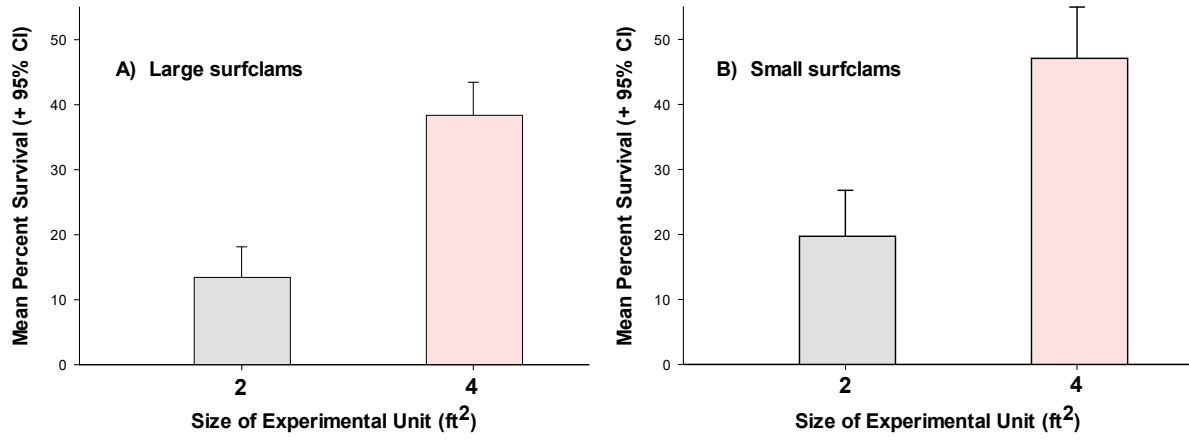 Mean Percent Survival (+ 95% CI)
50
40
30
20
10
0
A) Large surfclams
2
4
Size of Experimental Unit (ft²)
Mean Percent Survival (+ 95% CI)
50
40
30
20
10
0
B) Small surfclams
2
4
Size of Experimental Unit (ft²)